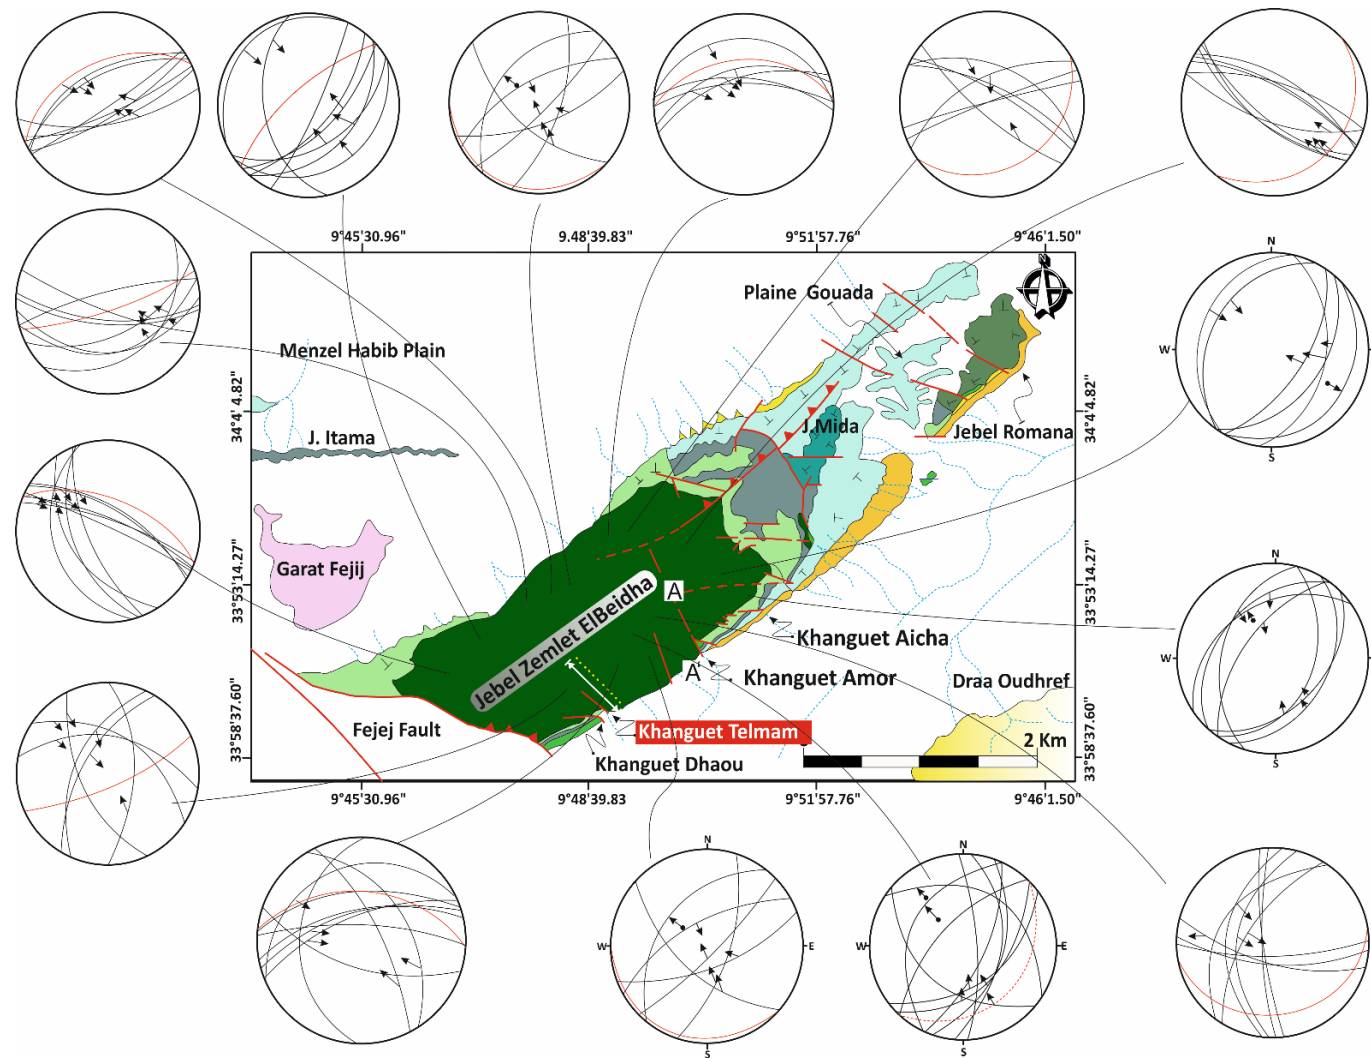 9°45'30.96"
9.48'39.83"
9°51'57.76"
9°46'1.50"
N
N
Plaine Gouada
Menzel Habib Plain
W
34°4' 4.82"
34°4' 4.82"
J. Itama
J.Mida
Jebel Romana
S
Garat Fejij
33°53'14.27"
33°53'14.27"
N
A
Jebel Zemlet ElBeidha
Khanguet Aicha
W
A'
Khanguet Amor
Draa Oudhref
Fejej Fault
Khanguet Telmam
33°58'37.60"
33°58'37.60"
2 Km
Khanguet Dhaou
S
9°45'30.96"
9°48'39.83
9°51'57.76"
9°46'1.50"
N
N
W
E
W
E
S
S